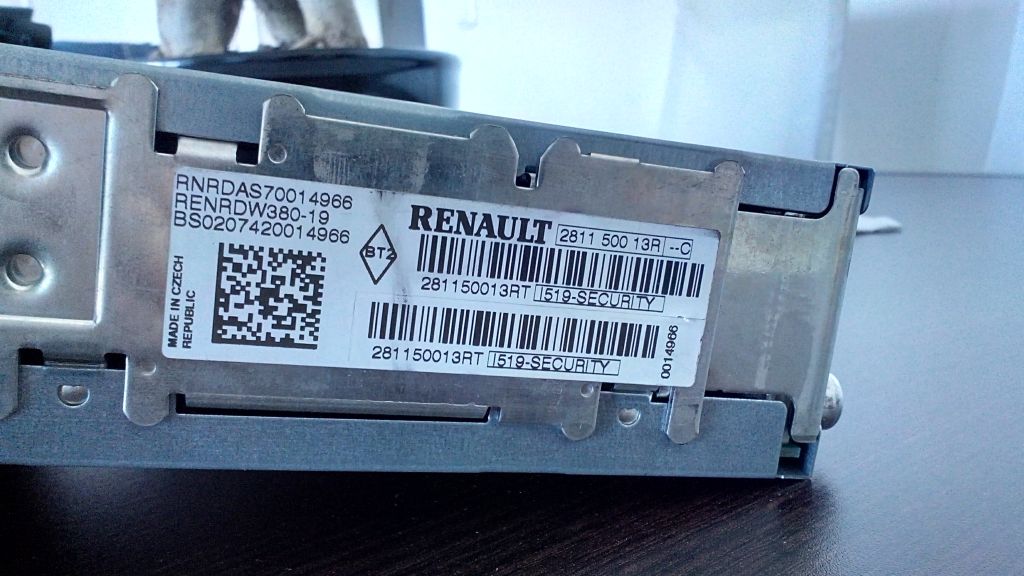 RNRDAS70014966
RENRDW380-19
BS0207420014966
MADE IN CZECH
REPUBLIC
BT2
RENAULT
2811 500 13R --C
281150013RT I519-SECURITY
281150013RT I519-SECURITY
0014966